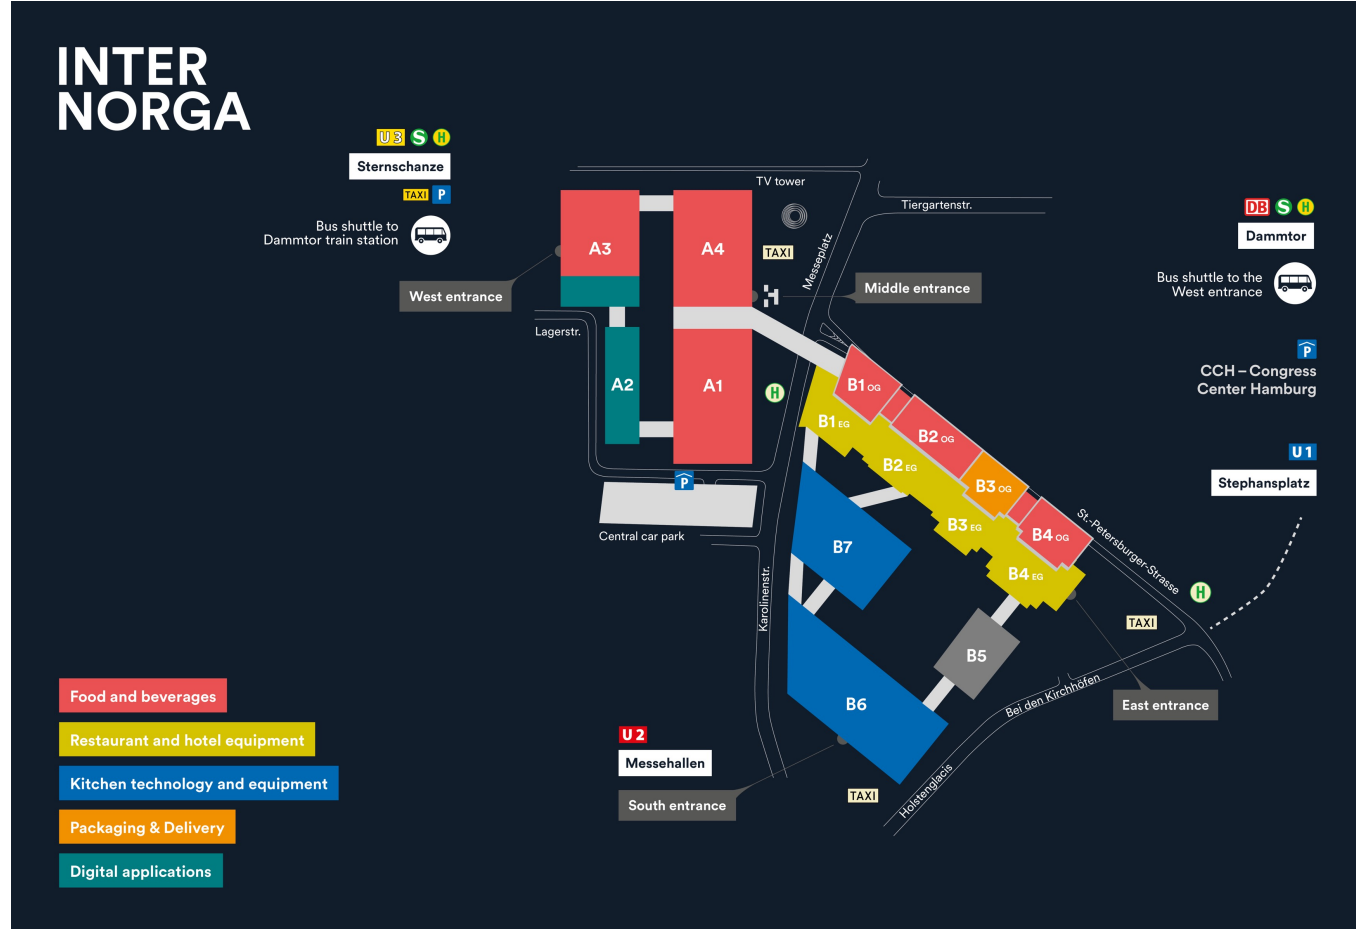 INTER
NORGA
U3 S H
Sternschanze
TAXI P
Bus shuttle to
Dammtor train station
West entrance
Lagerstr.
TV tower
Tiergartenstr.
Messeplatz
TAXI
Middle entrance
A3
A4
A2
A1
H
P
Central car park
Karolinenstr.
DB S H
Dammtor
Bus shuttle to the
West entrance
P
CCH – Congress
Center Hamburg
U1
Stephansplatz
B1 OG
B1 EG
B2 OG
B2 EG
B3 OG
B3 EG
B4 OG
B4 EG
B7
B5
B6
St.-Petersburger-Strasse
H
TAXI
Bei den Kirchhöfen
East entrance
Holstenglacis
U2
Messehallen
South entrance
TAXI
Food and beverages
Restaurant and hotel equipment
Kitchen technology and equipment
Packaging & Delivery
Digital applications